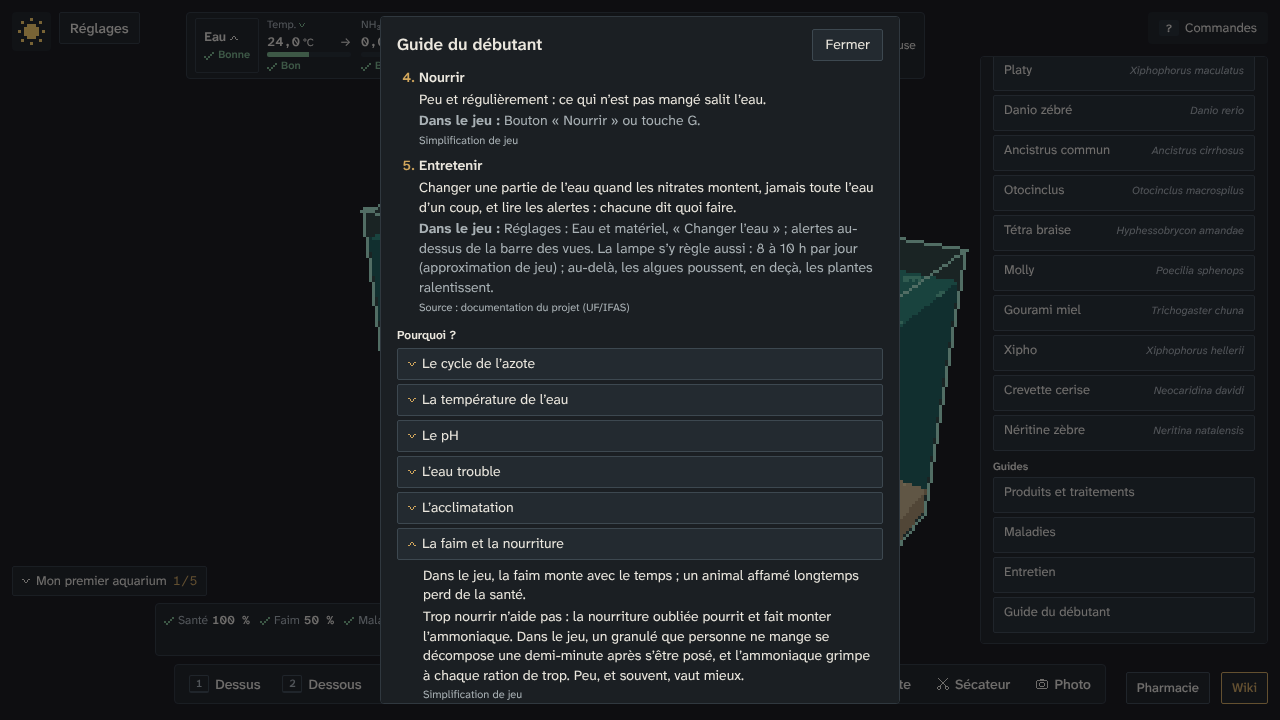 Réglages
Eau
Bonne
Temp.
24,0 °C
Bon
NH
0,0
Guide du débutant
Fermer
? Commandes
4. Nourrir
Peu et régulièrement : ce qui n'est pas mangé salit l'eau.
Dans le jeu : Bouton « Nourrir » ou touche G.
Simplification de jeu
5. Entretenir
Changer une partie de l'eau quand les nitrates montent, jamais toute l'eau
d'un coup, et lire les alertes : chacune dit quoi faire.
Dans le jeu : Réglages : Eau et matériel, « Changer l'eau » ; alertes au-
dessus de la barre des vues. La lampe s'y règle aussi : 8 à 10 h par jour
(approximation de jeu) ; au-delà, les algues poussent, en deçà, les plantes
ralentissent.
Source : documentation du projet (UF/IFAS)
Pourquoi ?
Le cycle de l'azote
La température de l'eau
Le pH
L'eau trouble
L'acclimatation
La faim et la nourriture
Dans le jeu, la faim monte avec le temps ; un animal affamé longtemps
perd de la santé.
Trop nourrir n'aide pas : la nourriture oubliée pourrit et fait monter
l'ammoniaque. Dans le jeu, un granulé que personne ne mange se
décompose une demi-minute après s'être posé, et l'ammoniaque grimpe
à chaque ration de trop. Peu, et souvent, vaut mieux.
Simplification de jeu
Platy Xiphophorus maculatus
Danio zébré Danio rerio
Ancistrus commun Ancistrus cirrhosus
Otocinclus Otocinclus macrospilus
Tétra braise Hyphessobrycon amandae
Molly Poecilia sphenops
Gourami miel Trichogaster chuna
Xipho Xiphophorus hellerii
Crevette cerise Neocaridina davidi
Néritine zèbre Neritina natalensis
Guides
Produits et traitements
Maladies
Entretien
Guide du débutant
Mon premier aquarium 1/5
Santé 100 % Faim 50 % Mala
1 Dessus 2 Dessous
Sécateur Photo
Pharmacie Wiki